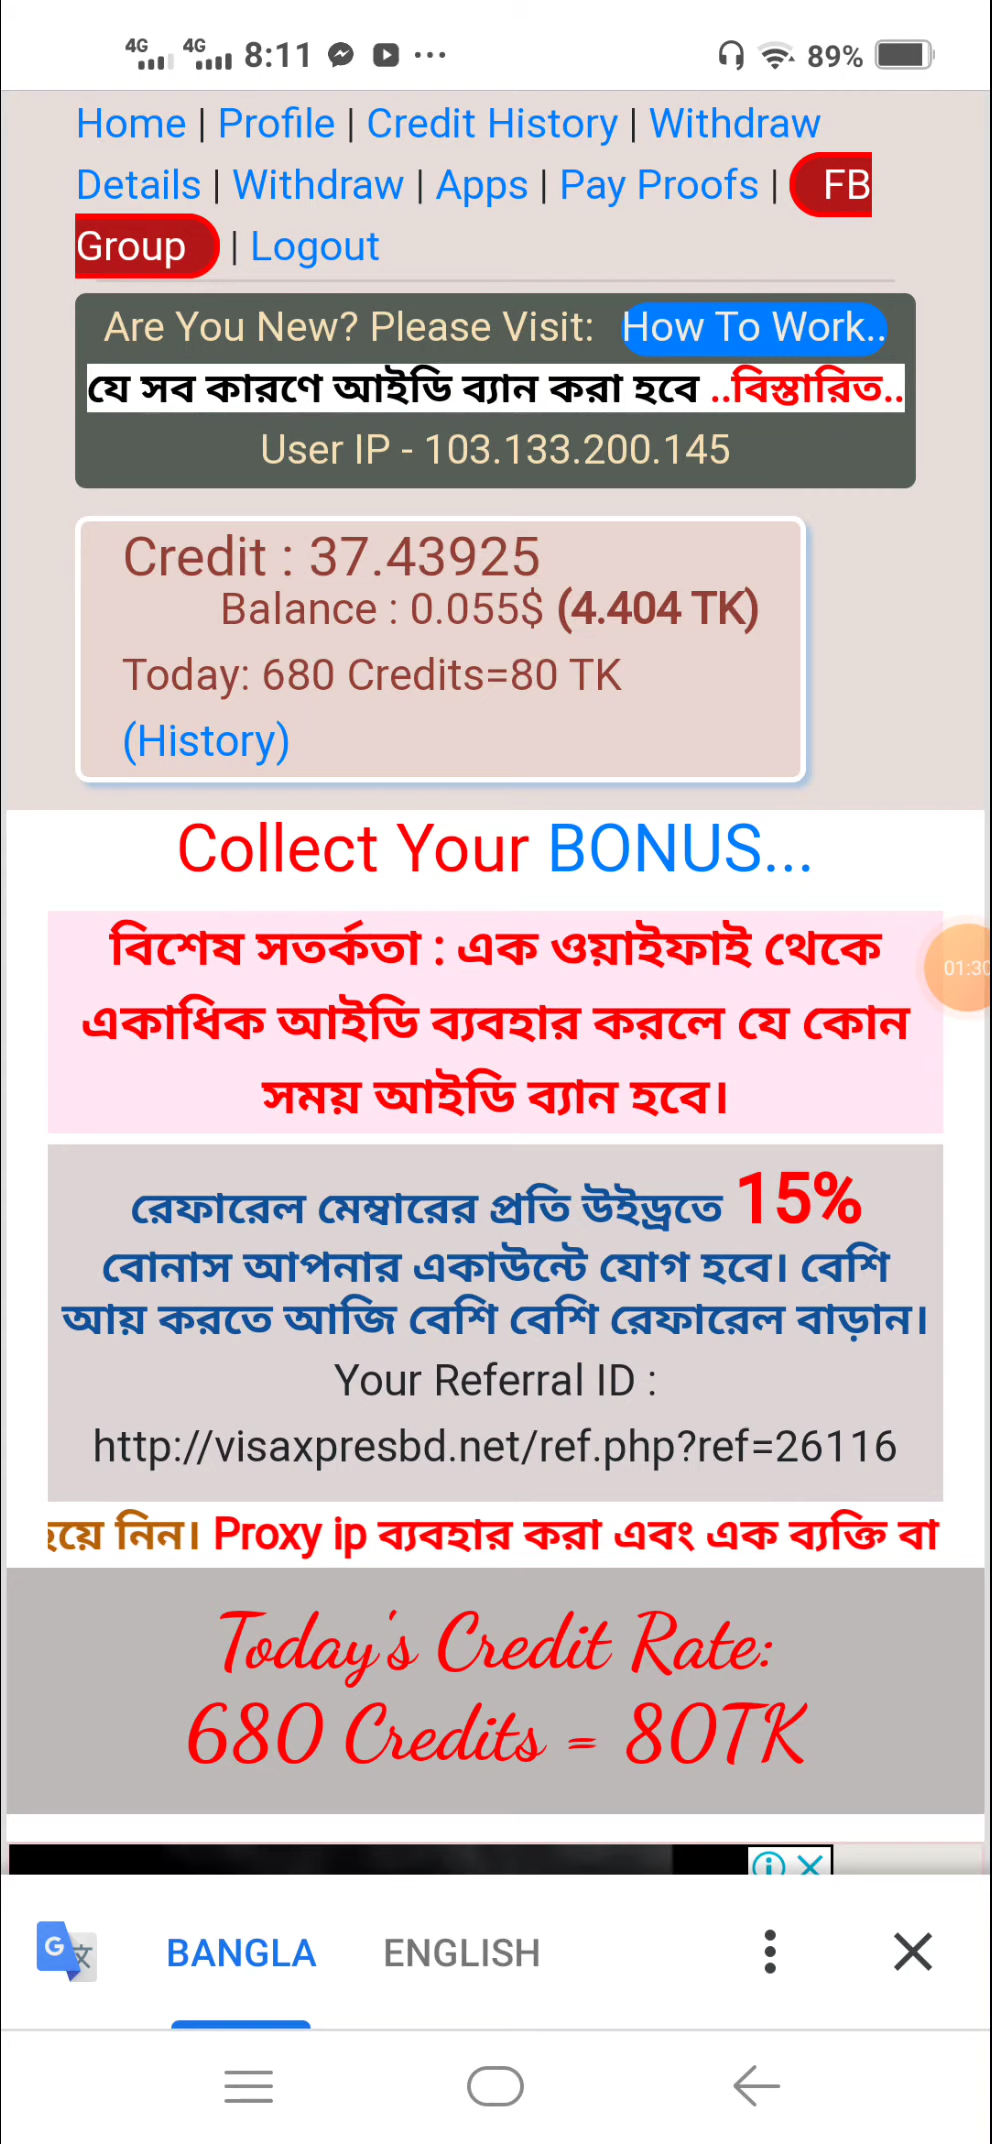 4G 4G 8:11 ... 89%
Home | Profile | Credit History | Withdraw
Details | Withdraw | Apps | Pay Proofs | FB
Group | Logout
Are You New? Please Visit: How To Work..
যে সব কারণে আইডি ব্যান করা হবে ..বিস্তারিত..
User IP - 103.133.200.145
Credit : 37.43925
Balance : 0.055$ (4.404 TK)
Today: 680 Credits=80 TK
(History)
Collect Your BONUS...
বিশেষ সতর্কতা : এক ওয়াইফাই থেকে
01:30
একাধিক আইডি ব্যবহার করলে যে কোন
সময় আইডি ব্যান হবে।
রেফারেল মেম্বারের প্রতি উইড্রতে 15%
বোনাস আপনার একাউন্টে যোগ হবে। বেশি
আয় করতে আজি বেশি বেশি রেফারেল বাড়ান।
Your Referral ID :
http://visaxpresbd.net/ref.php?ref=26116
নিন। Proxy ip ব্যবহার করা এবং এক ব্যক্তি বা
Today's Credit Rate:
680 Credits = 80TK
BANGLA ENGLISH